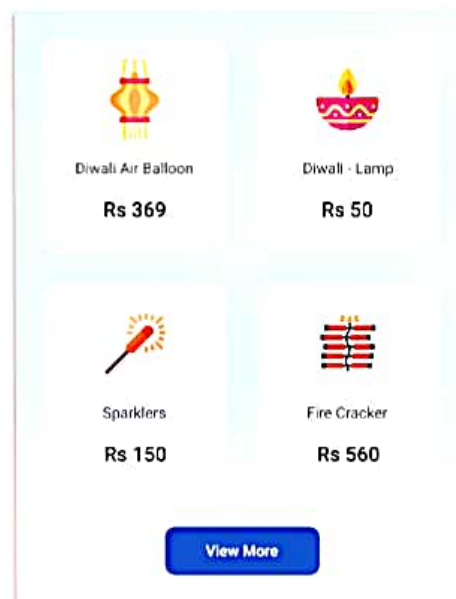 Diwali Air Balloon
Rs 369
Diwali - Lamp
Rs 50
Sparklers
Rs 150
Fire Cracker
Rs 560
View More